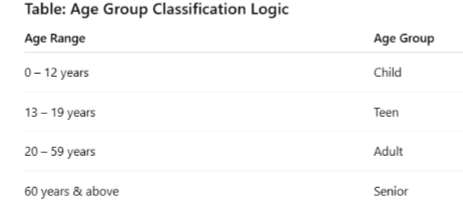 Table: Age Group Classification Logic
Age Range Age Group
0 – 12 years Child
13 – 19 years Teen
20 – 59 years Adult
60 years & above Senior